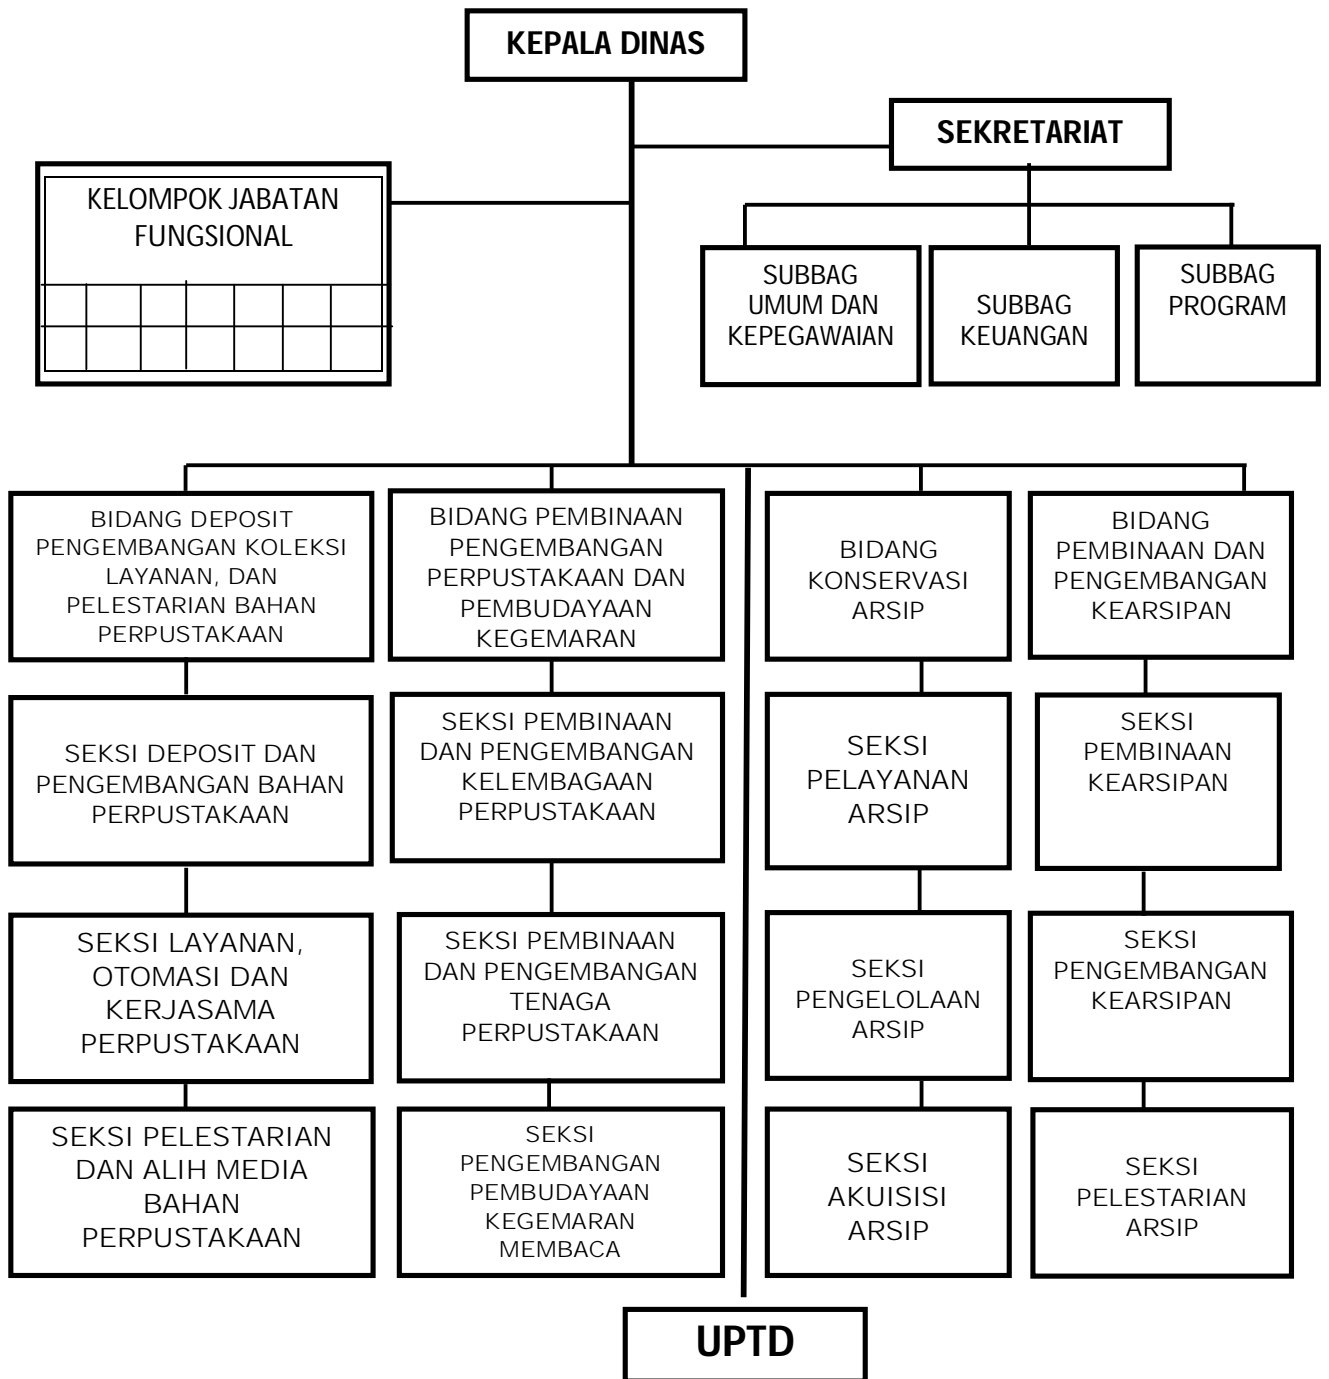 KEPALA DINAS
SEKRETARIAT
KELOMPOK JABATAN
FUNGSIONAL
SUBBAG
UMUM DAN
KEPEGAWAIAN
SUBBAG
KEUANGAN
SUBBAG
PROGRAM
BIDANG DEPOSIT
PENGEMBANGAN KOLEKSI
LAYANAN, DAN
PELESTARIAN BAHAN
PERPUSTAKAAN
BIDANG PEMBINAAN
PENGEMBANGAN
PERPUSTAKAAN DAN
PEMBUDAYAAN
KEGEMARAN
BIDANG
KONSERVASI
ARSIP
BIDANG
PEMBINAAN DAN
PENGEMBANGAN
KEARSIPAN
SEKSI DEPOSIT DAN
PENGEMBANGAN BAHAN
PERPUSTAKAAN
SEKSI PEMBINAAN
DAN PENGEMBANGAN
KELEMBAGAAN
PERPUSTAKAAN
SEKSI
PELAYANAN
ARSIP
SEKSI
PEMBINAAN
KEARSIPAN
SEKSI LAYANAN,
OTOMASI DAN
KERJASAMA
PERPUSTAKAAN
SEKSI PEMBINAAN
DAN PENGEMBANGAN
TENAGA
PERPUSTAKAAN
SEKSI
PENGELOLAAN
ARSIP
SEKSI
PENGEMBANGAN
KEARSIPAN
SEKSI PELESTARIAN
DAN ALIH MEDIA
BAHAN
PERPUSTAKAAN
SEKSI
PENGEMBANGAN
PEMBUDAYAAN
KEGEMARAN
MEMBACA
SEKSI
AKUISISI
ARSIP
SEKSI
PELESTARIAN
ARSIP
UPTD